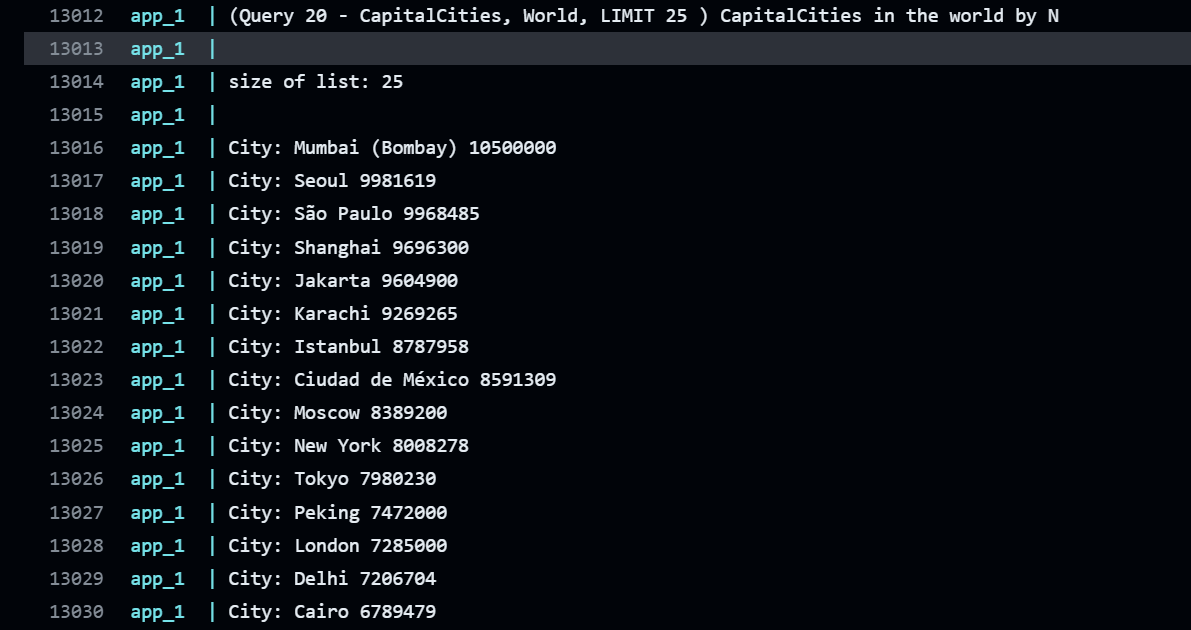 13012 app_1 | (Query 20 - CapitalCities, World, LIMIT 25 ) CapitalCities in the world by N
13013 app_1 |
13014 app_1 | size of list: 25
13015 app_1 |
13016 app_1 | City: Mumbai (Bombay) 10500000
13017 app_1 | City: Seoul 9981619
13018 app_1 | City: São Paulo 9968485
13019 app_1 | City: Shanghai 9696300
13020 app_1 | City: Jakarta 9604900
13021 app_1 | City: Karachi 9269265
13022 app_1 | City: Istanbul 8787958
13023 app_1 | City: Ciudad de México 8591309
13024 app_1 | City: Moscow 8389200
13025 app_1 | City: New York 8008278
13026 app_1 | City: Tokyo 7980230
13027 app_1 | City: Peking 7472000
13028 app_1 | City: London 7285000
13029 app_1 | City: Delhi 7206704
13030 app_1 | City: Cairo 6789479